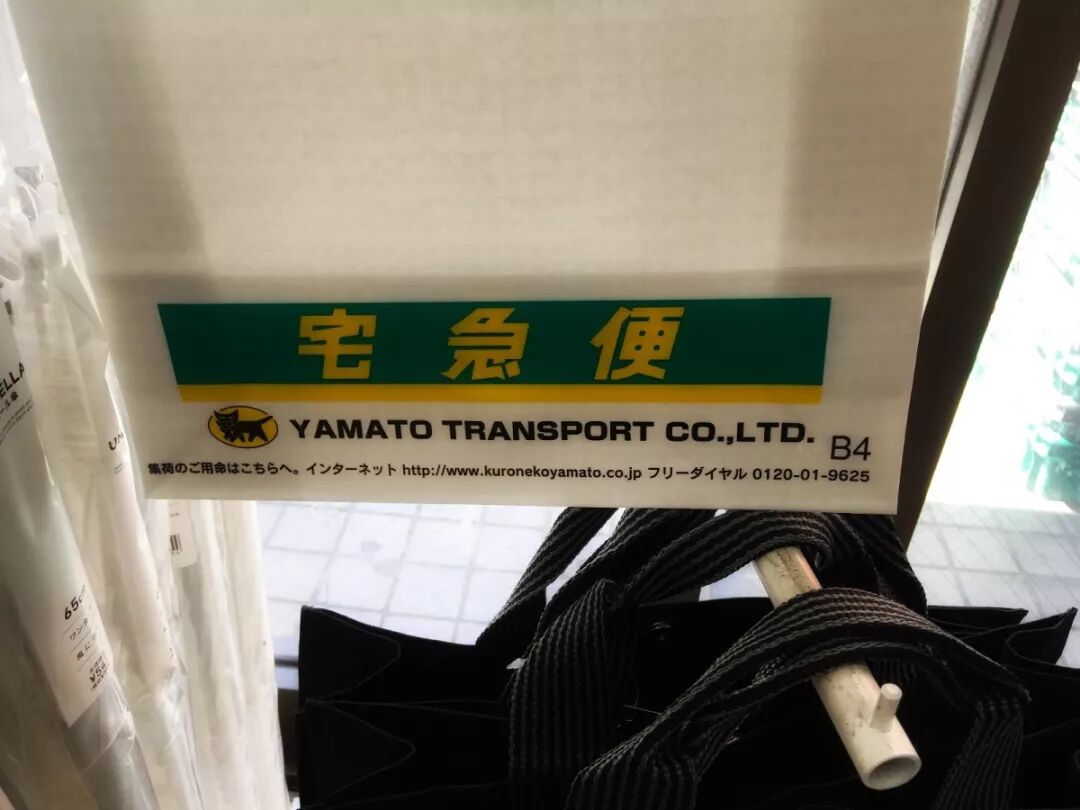 宅急便
YAMATO TRANSPORT CO.,LTD.
B4
集荷のご用命はこちらへ。インターネット http://www.kuronekoyamato.co.jp フリーダイヤル 0120-01-9625